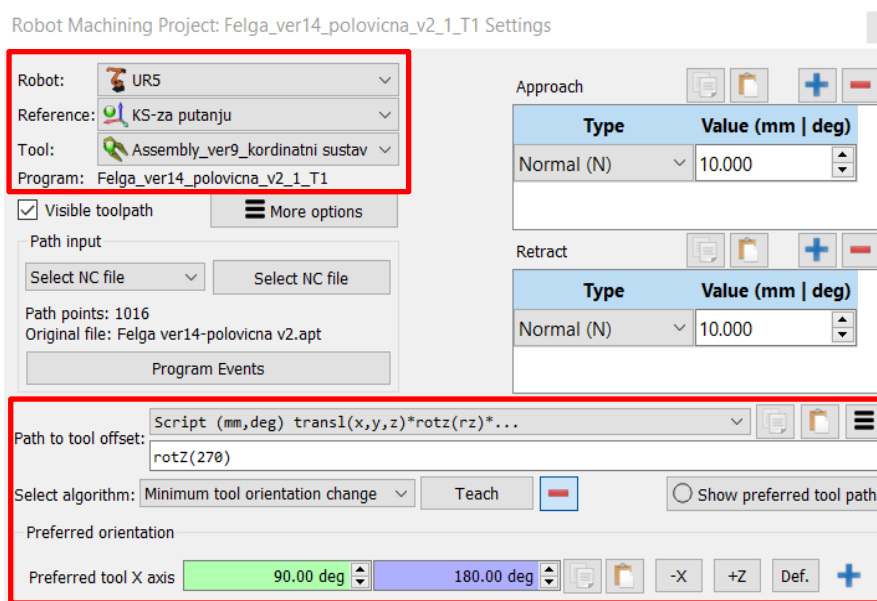 Robot Machining Project: Felga_ver14_polovicna_v2_1_T1 Settings
Robot: UR5
Reference: KS-za putanju
Tool: Assembly_ver9_kordinatni sustav
Program: Felga_ver14_polovicna_v2_1_T1
Visible toolpath More options
Path input
Select NC file Select NC file
Path points: 1016
Original file: Felga ver14-polovicna v2.apt
Program Events
Approach
Type Value (mm | deg)
Normal (N) 10.000
Retract
Type Value (mm | deg)
Normal (N) 10.000
Path to tool offset: Script (mm,deg) transl(x,y,z)*rotz(rz)*...
rotZ(270)
Select algorithm: Minimum tool orientation change Teach Show preferred tool path
Preferred orientation
Preferred tool X axis 90.00 deg 180.00 deg -X +Z Def.